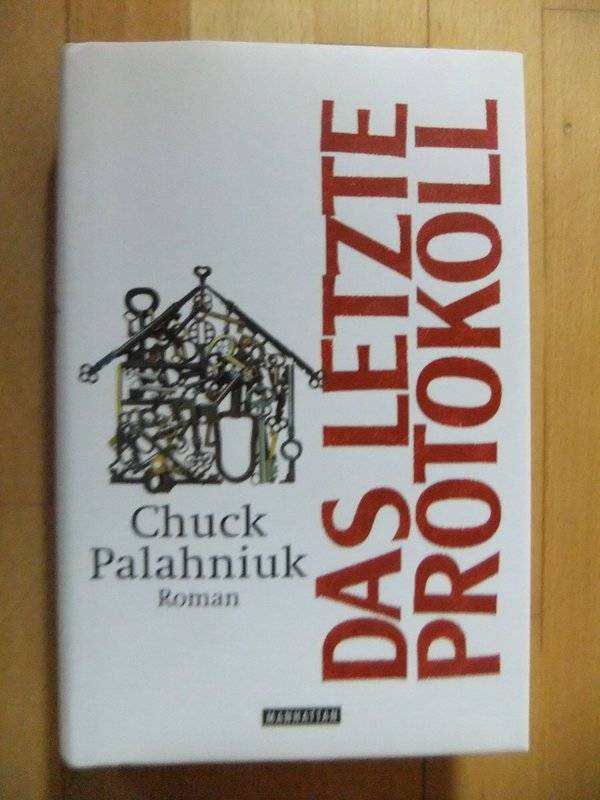 DAS LETZTE
PROTOKOLL
Chuck
Palahniuk
Roman
MANHATTAN